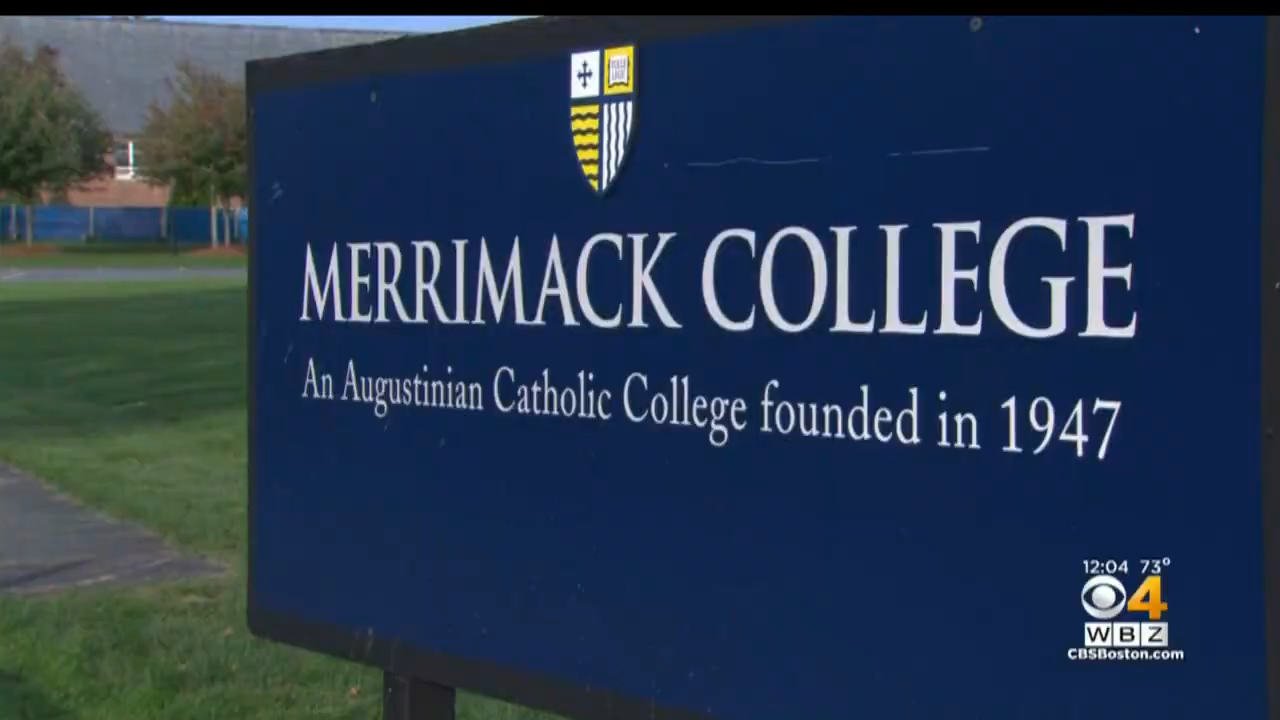 MERRIMACK COLLEGE
An Augustinian Catholic College founded in 1947
12:04 73°
4
WBZ
CBSBoston.com